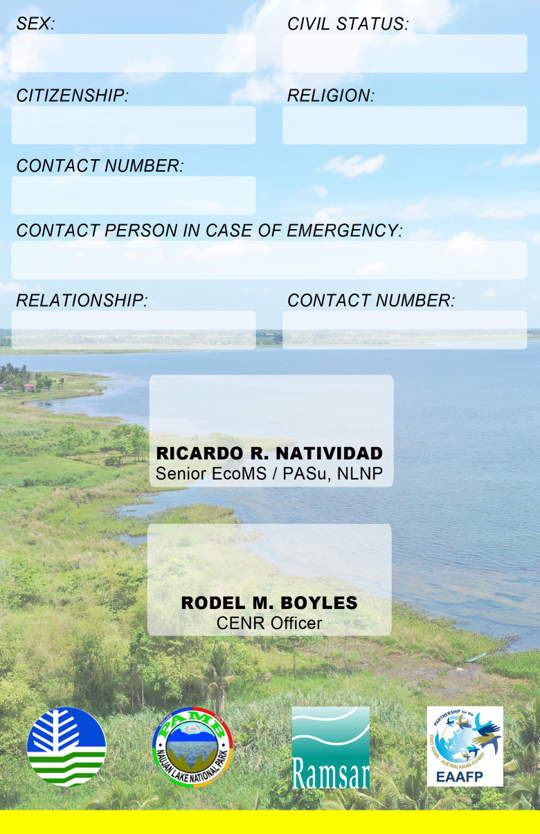 SEX:
CIVIL STATUS:
CITIZENSHIP:
RELIGION:
CONTACT NUMBER:
CONTACT PERSON IN CASE OF EMERGENCY:
RELATIONSHIP:
CONTACT NUMBER:
RICARDO R. NATIVIDAD
Senior EcoMS / PASu, NLNP
RODEL M. BOYLES
CENR Officer
PAMB
NAUJAN LAKE NATIONAL PARK
Ramsar
PARTNERSHIP for the
EAST ASIAN - AUSTRALASIAN FLYWAY
EAAFP